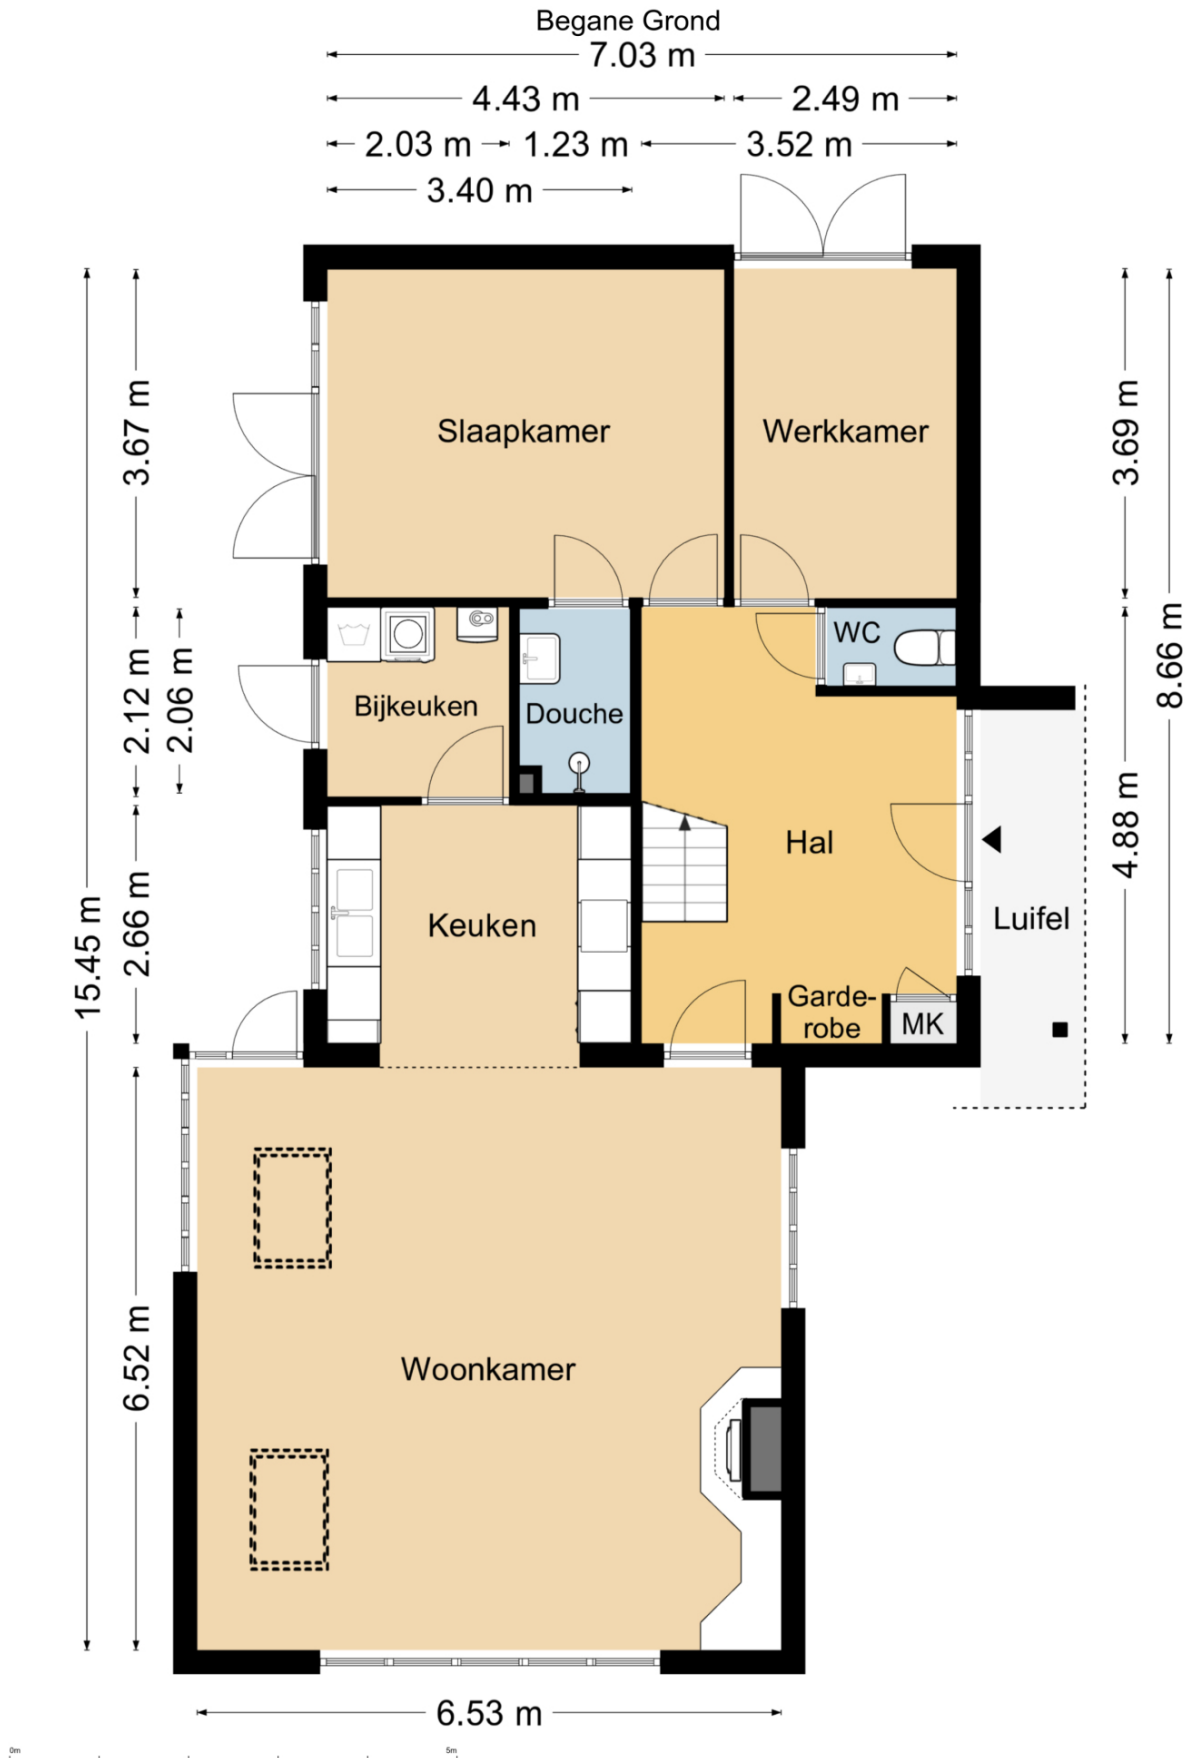 Begane Grond
7.03 m
4.43 m
2.49 m
2.03 m
1.23 m
3.52 m
3.40 m
15.45 m
3.67 m
2.12 m
2.06 m
2.66 m
6.52 m
3.69 m
4.88 m
8.66 m
Slaapkamer
Werkkamer
WC
Bijkeuken
Douche
Hal
Keuken
Luifel
Garde-
robe
MK
Woonkamer
6.53 m
0m
5m